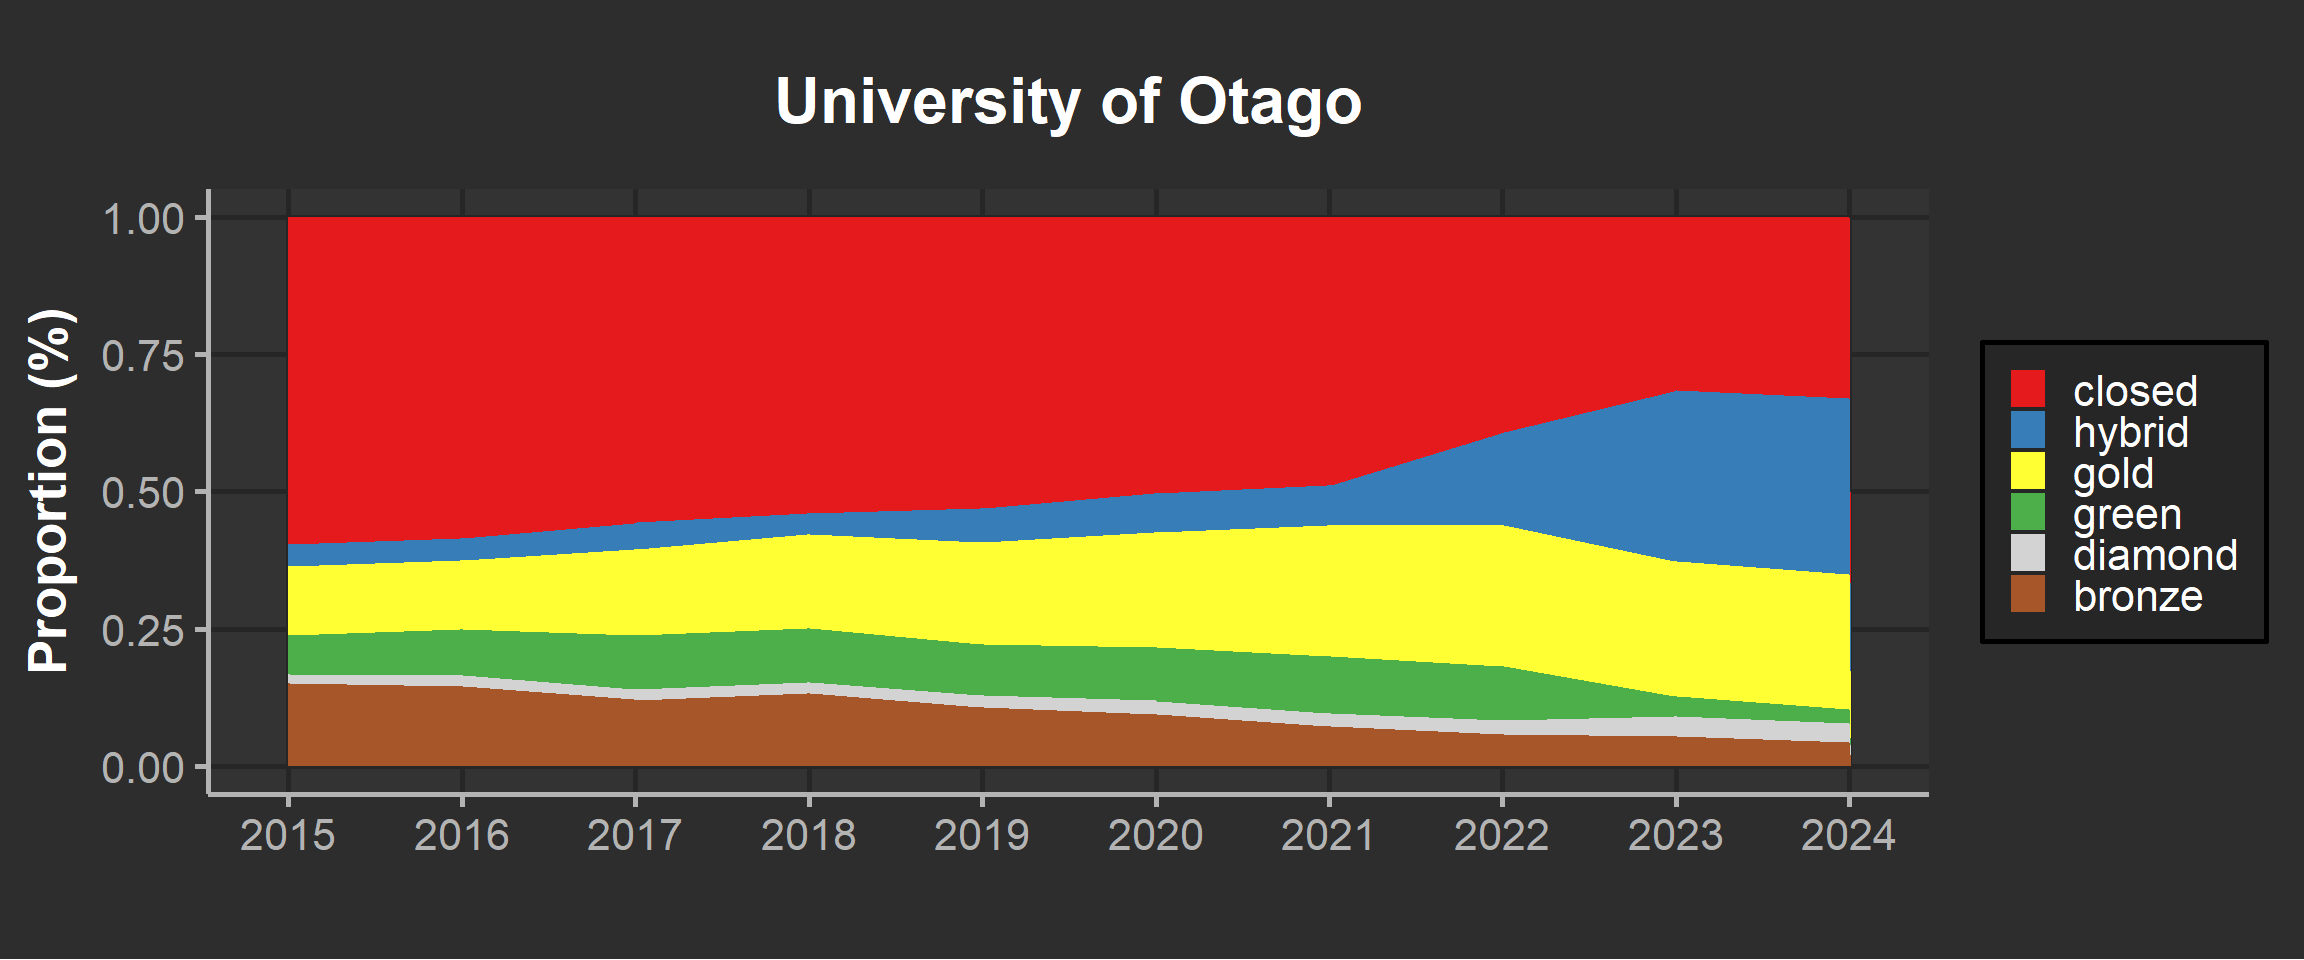 University of Otago
Proportion (%)
1.00
0.75
0.50
0.25
0.00
2015 2016 2017 2018 2019 2020 2021 2022 2023 2024
closed
hybrid
gold
green
diamond
bronze